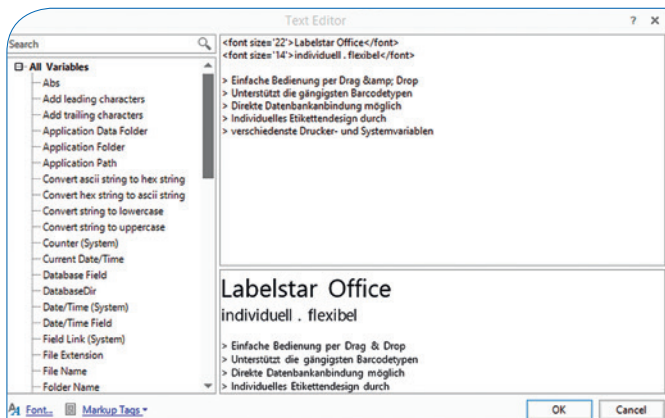 Text Editor
? ×
Search
All Variables
Abs
Add leading characters
Add trailing characters
Application Data Folder
Application Folder
Application Path
Convert ascii string to hex string
Convert hex string to ascii string
Convert string to lowercase
Convert string to uppercase
Counter (System)
Current Date/Time
Database Field
DatabaseDir
Date/Time (System)
Date/Time Field
Field Link (System)
File Extension
File Name
Folder Name
<font size='22'>Labelstar Office</font>
<font size='14'>individuell . flexibel</font>
> Einfache Bedienung per Drag &amp; Drop
> Unterstützt die gängigsten Barcodetypen
> Direkte Datenbankanbindung möglich
> Individuelles Etikettendesign durch
> verschiedenste Drucker- und Systemvariablen
Labelstar Office
individuell . flexibel
> Einfache Bedienung per Drag & Drop
> Unterstützt die gängigsten Barcodetypen
> Direkte Datenbankanbindung möglich
> Individuelles Etikettendesign durch
Font...
Markup Tags
OK
Cancel